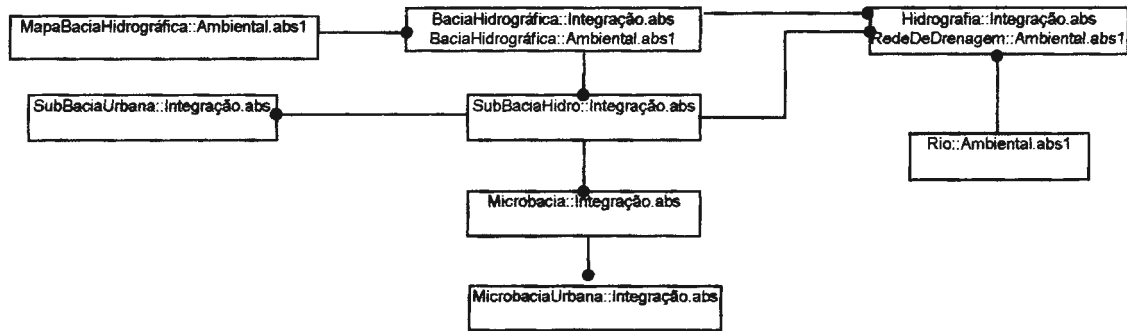 MapaBaciaHidrográfica::Ambiental.abs1
BaciaHidrográfica::Integração.abs
BaciaHidrográfica::Ambiental.abs1
Hidrografia::Integração.abs
RedeDeDrenagem::Ambiental.abs1
SubBaciaUrbana::Integração.abs
SubBaciaHidro::Integração.abs
Rio::Ambiental.abs1
Microbacia::Integração.abs
MicrobaciaUrbana::Integração.abs